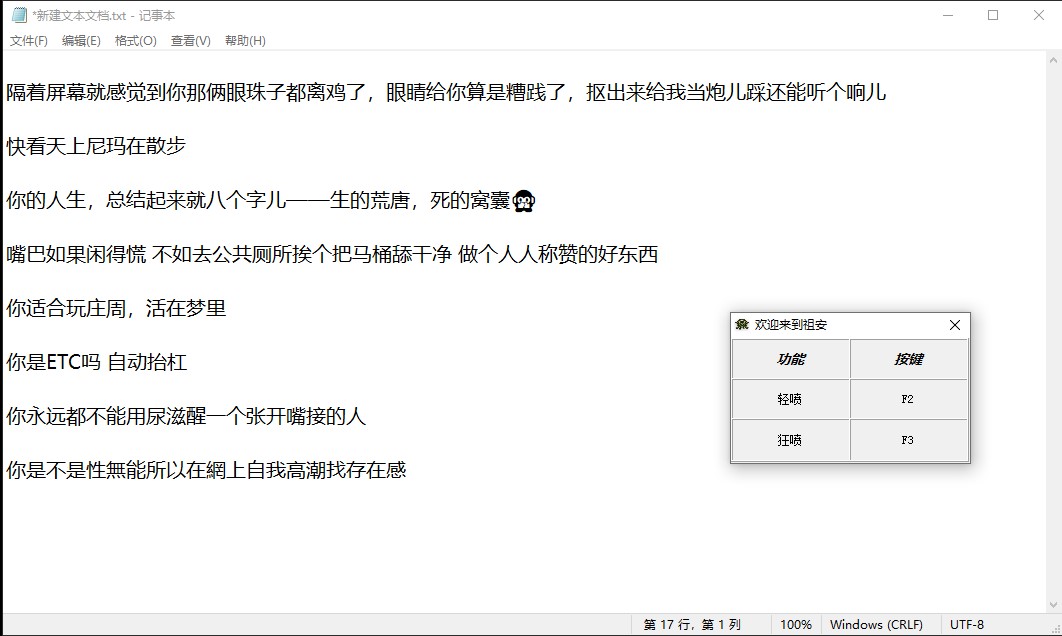 *新建文本文档.txt - 记事本
文件(F) 编辑(E) 格式(O) 查看(V) 帮助(H)
隔着屏幕就感觉到你那俩眼珠子都离鸡了，眼睛给你算是糟践了，抠出来给我当炮儿踩还能听个响儿
快看天上尼玛在散步
你的人生，总结起来就八个字儿——生的荒唐，死的窝囊🙊
嘴巴如果闲得慌 不如去公共厕所挨个把马桶舔干净 做个人人称赞的好东西
你适合玩庄周，活在梦里
你是ETC吗 自动抬杠
你永远都不能用尿滋醒一个张开嘴接的人
你是不是性無能所以在網上自我高潮找存在感
欢迎来到祖安
功能 按键
轻喷 F2
狂喷 F3
第 17 行，第 1 列 100% Windows (CRLF) UTF-8